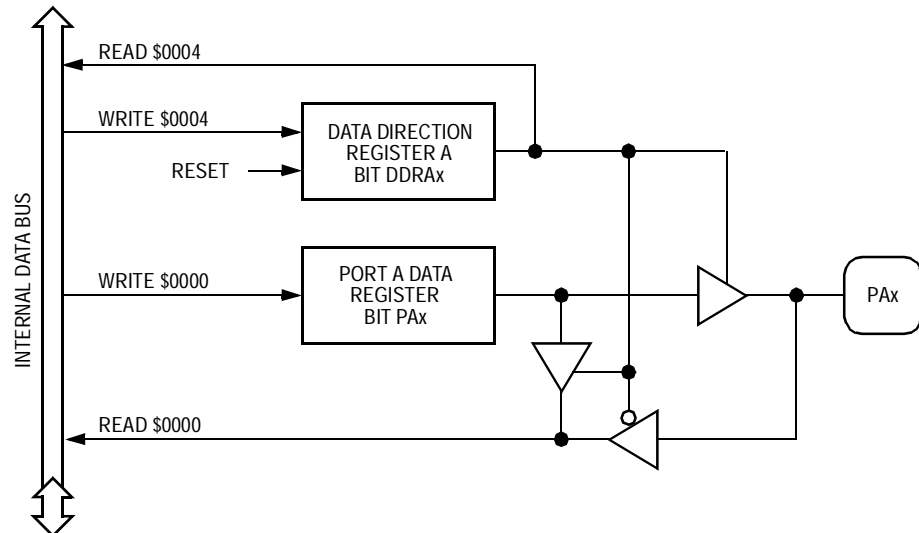 READ $0004
WRITE $0004
DATA DIRECTION
REGISTER A
BIT DDRAx
RESET
INTERNAL DATA BUS
WRITE $0000
PORT A DATA
REGISTER
BIT PAx
PAx
READ $0000